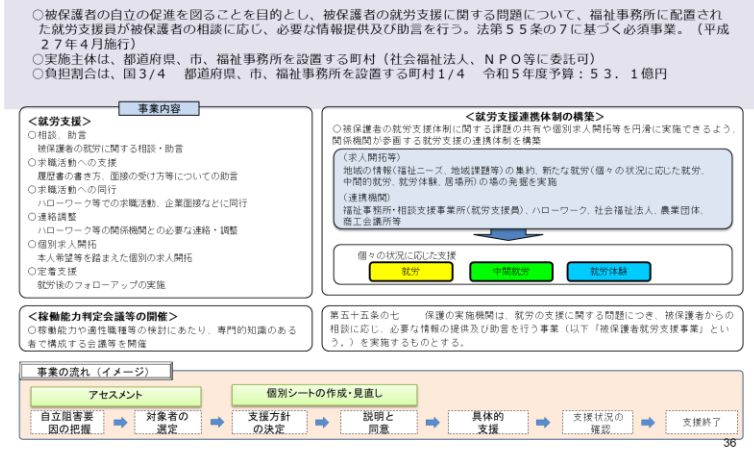 ○被保護者の自立の促進を図ることを目的とし、被保護者の就労支援に関する問題について、福祉事務所に配置され
た就労支援員が被保護者の相談に応じ、必要な情報提供及び助言を行う。法第５５条の７に基づく必須事業。（平成
２７年４月施行）
○実施主体は、都道府県、市、福祉事務所を設置する町村（社会福祉法人、ＮＰＯ等に委託可）
○負担割合は、国3/4　都道府県、市、福祉事務所を設置する町村1/4　令和５年度予算：５３．１億円
事業内容
＜就労支援＞
○相談、助言
被保護者の就労に関する相談・助言
○求職活動への支援
履歴書の書き方、面接の受け方等についての助言
○求職活動への同行
ハローワーク等での求職活動、企業面接などに同行
○連絡調整
ハローワーク等の関係機関との必要な連絡・調整
○個別求人開拓
本人希望等を踏まえた個別の求人開拓
○定着支援
就労後のフォローアップの実施
＜稼働能力判定会議等の開催＞
○稼働能力や適性職種等の検討にあたり、専門的知識のある
者で構成する会議等を開催
＜就労支援連携体制の構築＞
○被保護者の就労支援体制に関する課題の共有や個別求人開拓等を円滑に実施できるよう、
関係機関が参画する就労支援の連携体制を構築
（求人開拓等）
地域の情報（福祉ニーズ、地域課題等）の集約、新たな就労（個々の状況に応じた就労、
中間的就労、就労体験、居場所）の場の発掘を実施
（連携機関）
福祉事務所・相談支援事業所（就労支援員）、ハローワーク、社会福祉法人、農業団体、
商工会議所等
個々の状況に応じた支援
就労
中間就労
就労体験
第五十五条の七　　保護の実施機関は、就労の支援に関する問題につき、被保護者からの
相談に応じ、必要な情報の提供及び助言を行う事業（以下「被保護者就労支援事業」とい
う。）を実施するものとする。
事業の流れ（イメージ）
アセスメント
個別シートの作成・見直し
自立阻害要
因の把握
対象者の
選定
支援方針
の決定
説明と
同意
具体的
支援
支援状況の
確認
支援終了
36